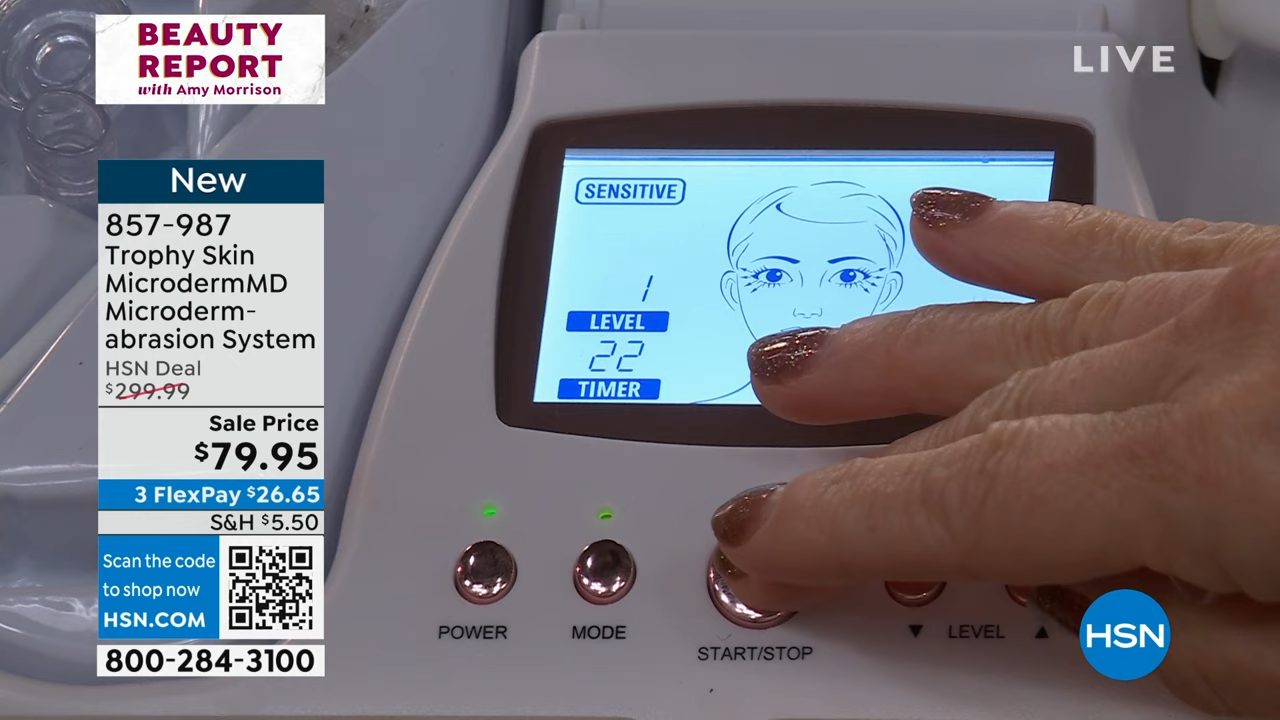 BEAUTY
REPORT
with Amy Morrison
LIVE
New
857-987
Trophy Skin
MicrodermMD
Microderm-
abrasion System
HSN Deal
$299.99
Sale Price
$79.95
3 FlexPay $26.65
S&H $5.50
Scan the code
to shop now
HSN.COM
800-284-3100
SENSITIVE
1
LEVEL
22
TIMER
POWER
MODE
START/STOP
▼ LEVEL ▲
HSN